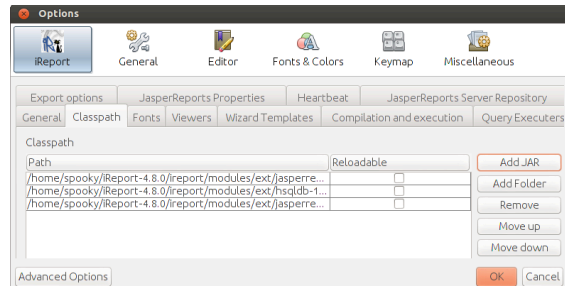 Options
iReport General Editor Fonts & Colors Keymap Miscellaneous
Export options JasperReports Properties Heartbeat JasperReports Server Repository
General Classpath Fonts Viewers Wizard Templates Compilation and execution Query Executers
Classpath
Path Reloadable Add JAR
/home/spooky/iReport-4.8.0/ireport/modules/ext/jasperre...
Add Folder
/home/spooky/iReport-4.8.0/ireport/modules/ext/hsqldb-1...
/home/spooky/iReport-4.8.0/ireport/modules/ext/jasperre...
Remove
Move up
Move down
Advanced Options OK Cancel